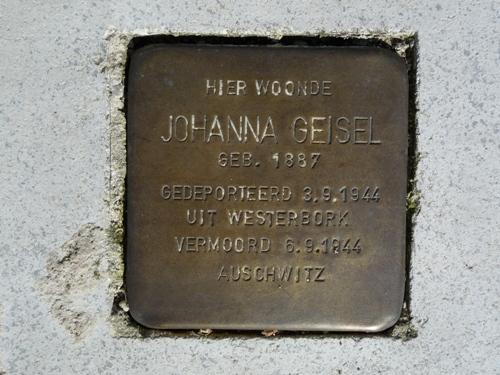 HIER WOONDE
JOHANNA GEISEL
GEB. 1887
GEDEPORTEERD 3.9.1944
UIT WESTERBORK
VERMOORD 6.9.1944
AUSCHWITZ